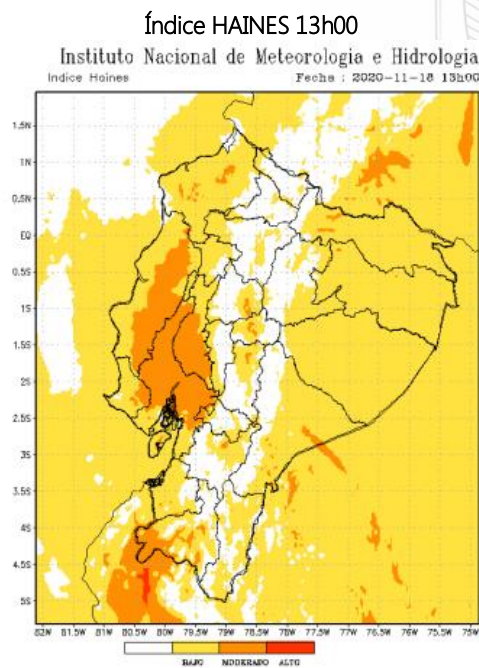 Índice HAINES 13h00
Instituto Nacional de Meteorologia e Hidrologia
Indice Haines
Fecha : 2020-11-18 13h00
1.5N
1N
0.5N
EQ
0.5S
1S
1.5S
2S
2.5S
3S
3.5S
4S
4.5S
5S
82W 81.5W 81W 80.5W 80W 79.5W 79W 78.5W 78W 77.5W 77W 76.5W 76W 75.5W 75W
BAJO MODERADO ALTO